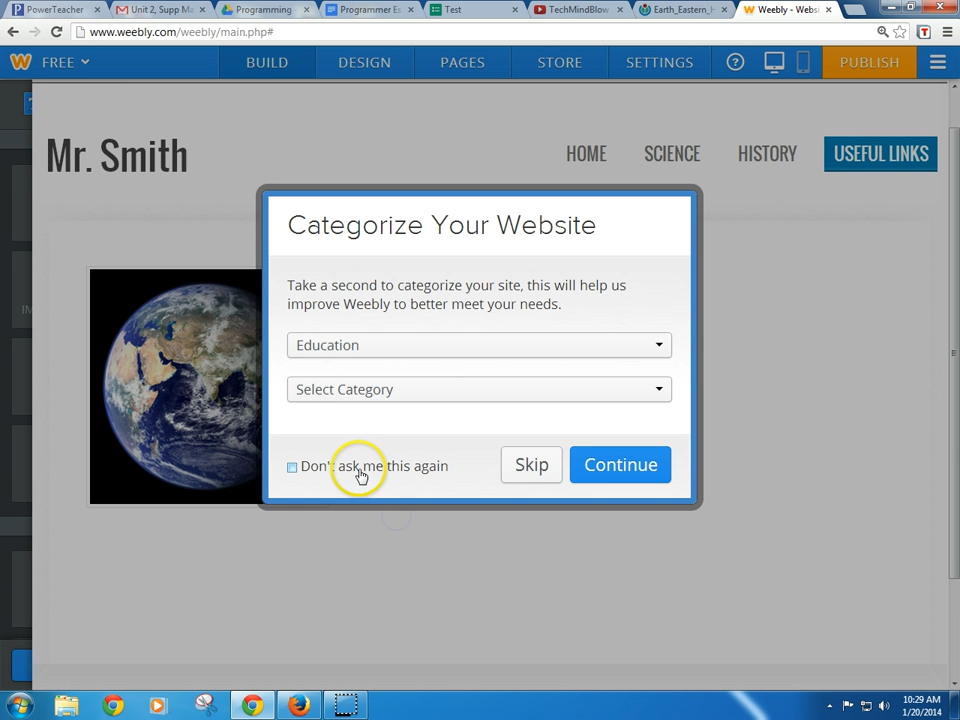 PowerTeacher
Unit 2, Supp Ma
Programming
Programmer Es
Test
TechMindBlow
Earth_Eastern_H
Weebly - Websi
www.weebly.com/weebly/main.php#
FREE
BUILD
DESIGN
PAGES
STORE
SETTINGS
PUBLISH
Mr. Smith
HOME
SCIENCE
HISTORY
USEFUL LINKS
Categorize Your Website
Take a second to categorize your site, this will help us
improve Weebly to better meet your needs.
Education
Select Category
Don't ask me this again
Skip
Continue
10:29 AM
1/20/2014